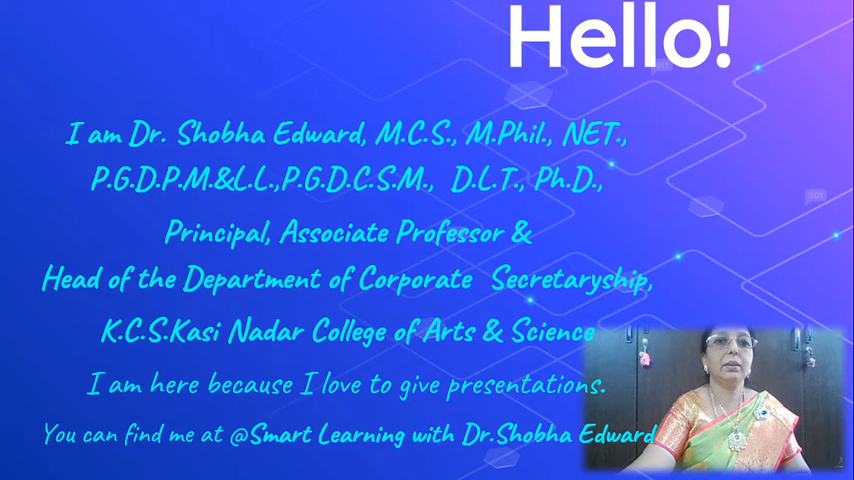 Hello!
I am Dr. Shobha Edward, M.C.S., M.Phil., NET.,
P.G.D.P.M.&L.L.,P.G.D.C.S.M., D.L.T., Ph.D.,
Principal, Associate Professor &
Head of the Department of Corporate Secretaryship,
K.C.S.Kasi Nadar College of Arts & Science
I am here because I love to give presentations.
You can find me at @Smart Learning with Dr.Shobha Edward